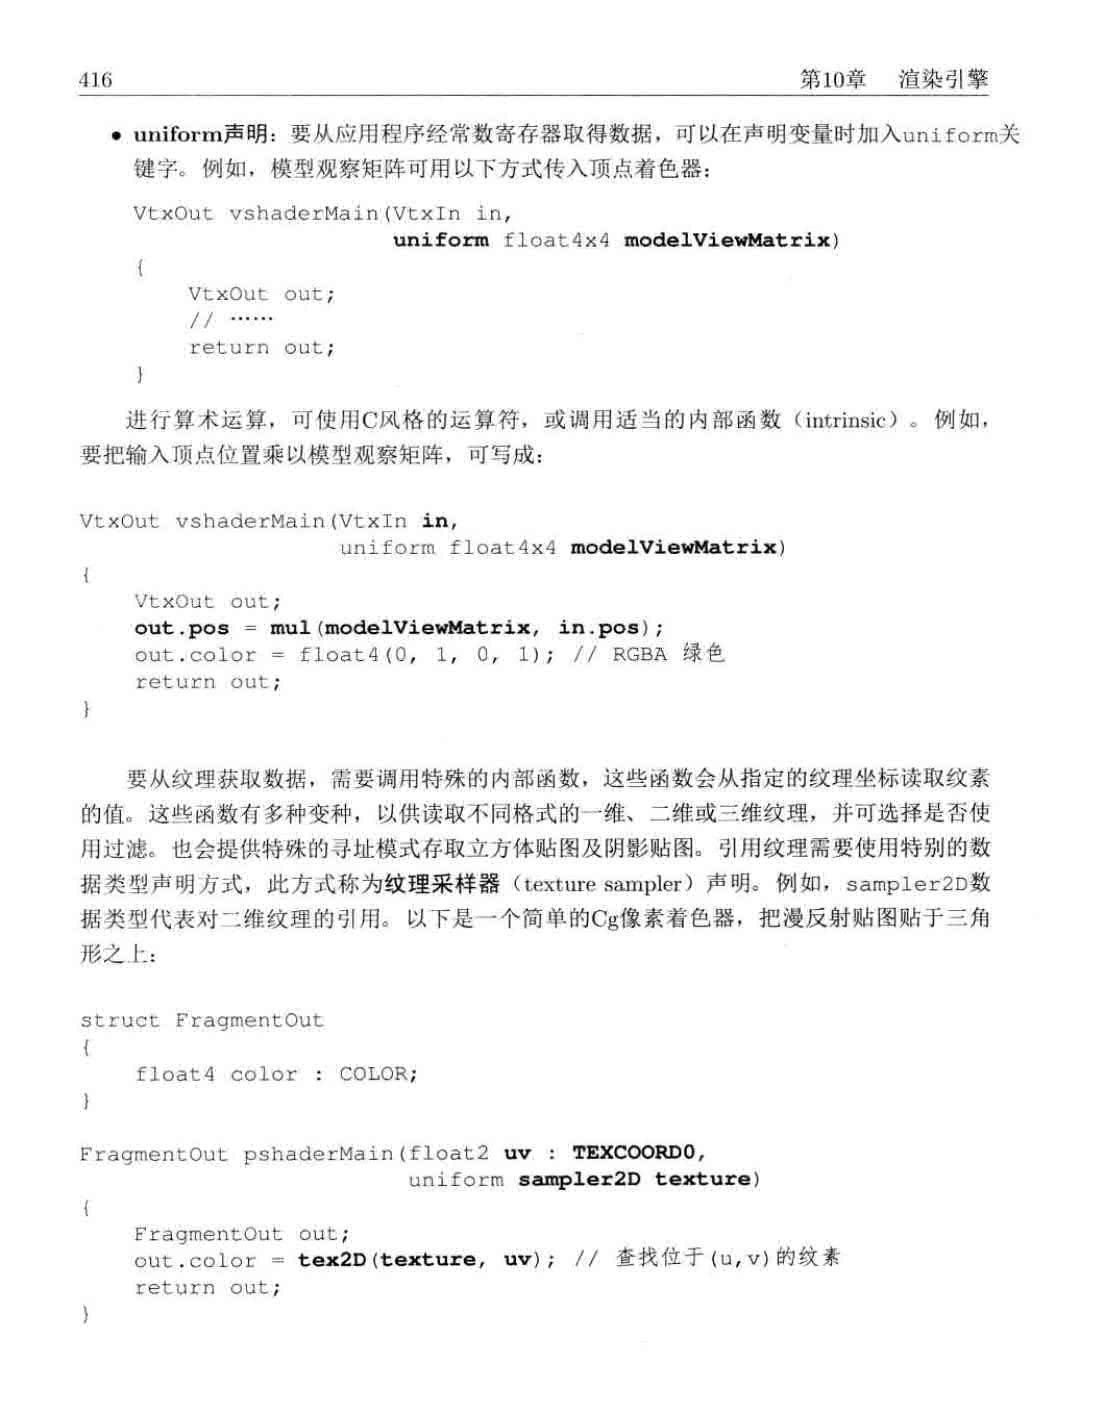 416 第10章 渲染引擎
• uniform声明：要从应用程序经常数寄存器取得数据，可以在声明变量时加入uniform关
键字。例如，模型观察矩阵可用以下方式传入顶点着色器：
VtxOut vshaderMain(VtxIn in,
uniform float4x4 modelViewMatrix)
{
VtxOut out;
// ……
return out;
}
进行算术运算，可使用C风格的运算符，或调用适当的内部函数（intrinsic）。例如，
要把输入顶点位置乘以模型观察矩阵，可写成：
VtxOut vshaderMain(VtxIn in,
uniform float4x4 modelViewMatrix)
{
VtxOut out;
out.pos = mul(modelViewMatrix, in.pos);
out.color = float4(0, 1, 0, 1); // RGBA 绿色
return out;
}
要从纹理获取数据，需要调用特殊的内部函数，这些函数会从指定的纹理坐标读取纹素
的值。这些函数有多种变种，以供读取不同格式的一维、二维或三维纹理，并可选择是否使
用过滤。也会提供特殊的寻址模式存取立方体贴图及阴影贴图。引用纹理需要使用特别的数
据类型声明方式，此方式称为纹理采样器（texture sampler）声明。例如，sampler2D数
据类型代表对二维纹理的引用。以下是一个简单的Cg像素着色器，把漫反射贴图贴于三角
形之上：
struct FragmentOut
{
float4 color : COLOR;
}
FragmentOut pshaderMain(float2 uv : TEXCOORD0,
uniform sampler2D texture)
{
FragmentOut out;
out.color = tex2D(texture, uv); // 查找位于(u,v)的纹素
return out;
}